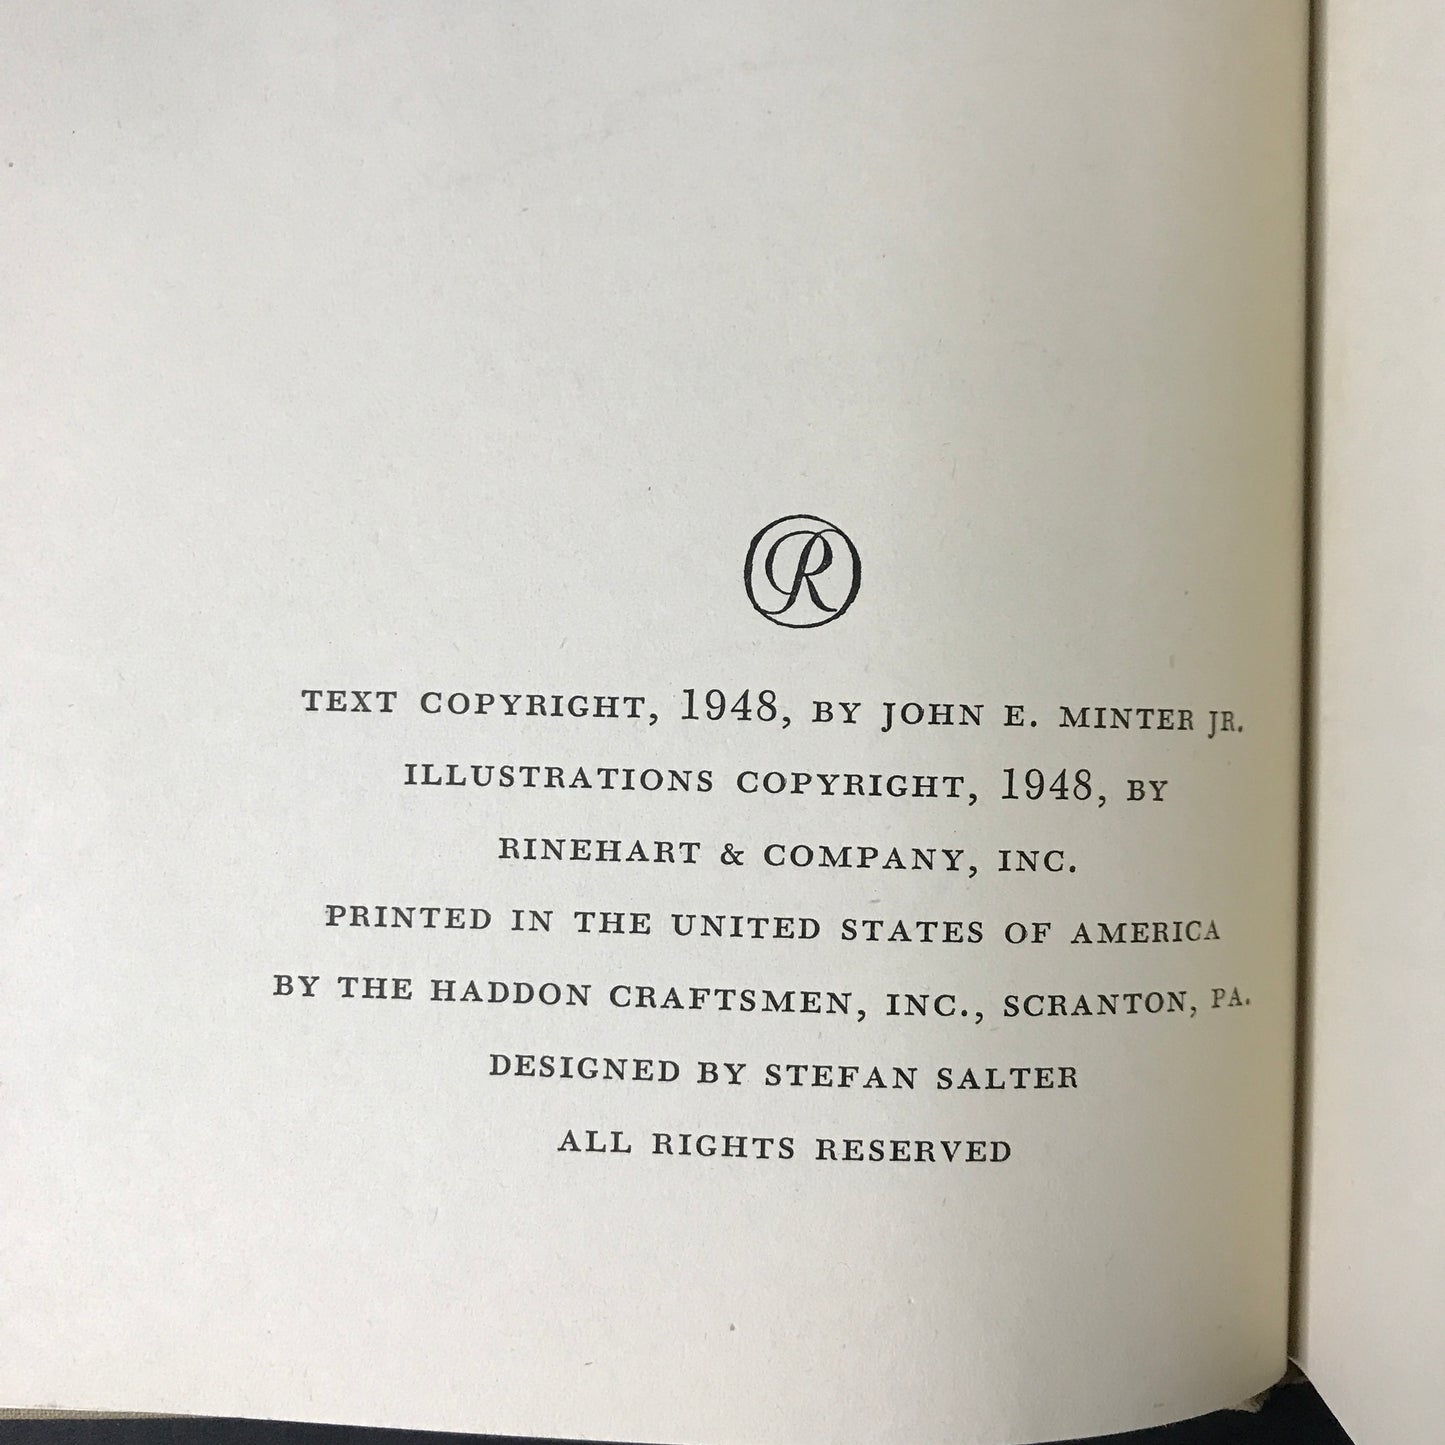 R
TEXT COPYRIGHT, 1948, BY JOHN E. MINTER JR.
ILLUSTRATIONS COPYRIGHT, 1948, BY
RINEHART & COMPANY, INC.
PRINTED IN THE UNITED STATES OF AMERICA
BY THE HADDON CRAFTSMEN, INC., SCRANTON, PA.
DESIGNED BY STEFAN SALTER
ALL RIGHTS RESERVED